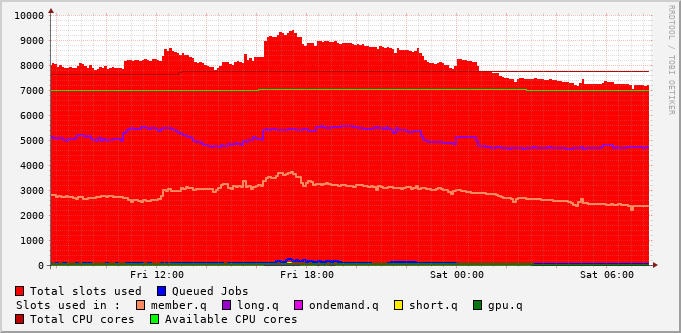 10000
9000
8000
7000
6000
5000
4000
3000
2000
1000
0
Fri 12:00 Fri 18:00 Sat 00:00 Sat 06:00
Total slots used Queued Jobs
Slots used in : member.q long.q ondemand.q short.q gpu.q
Total CPU cores Available CPU cores
RRDTOOL / TOBI OETIKER